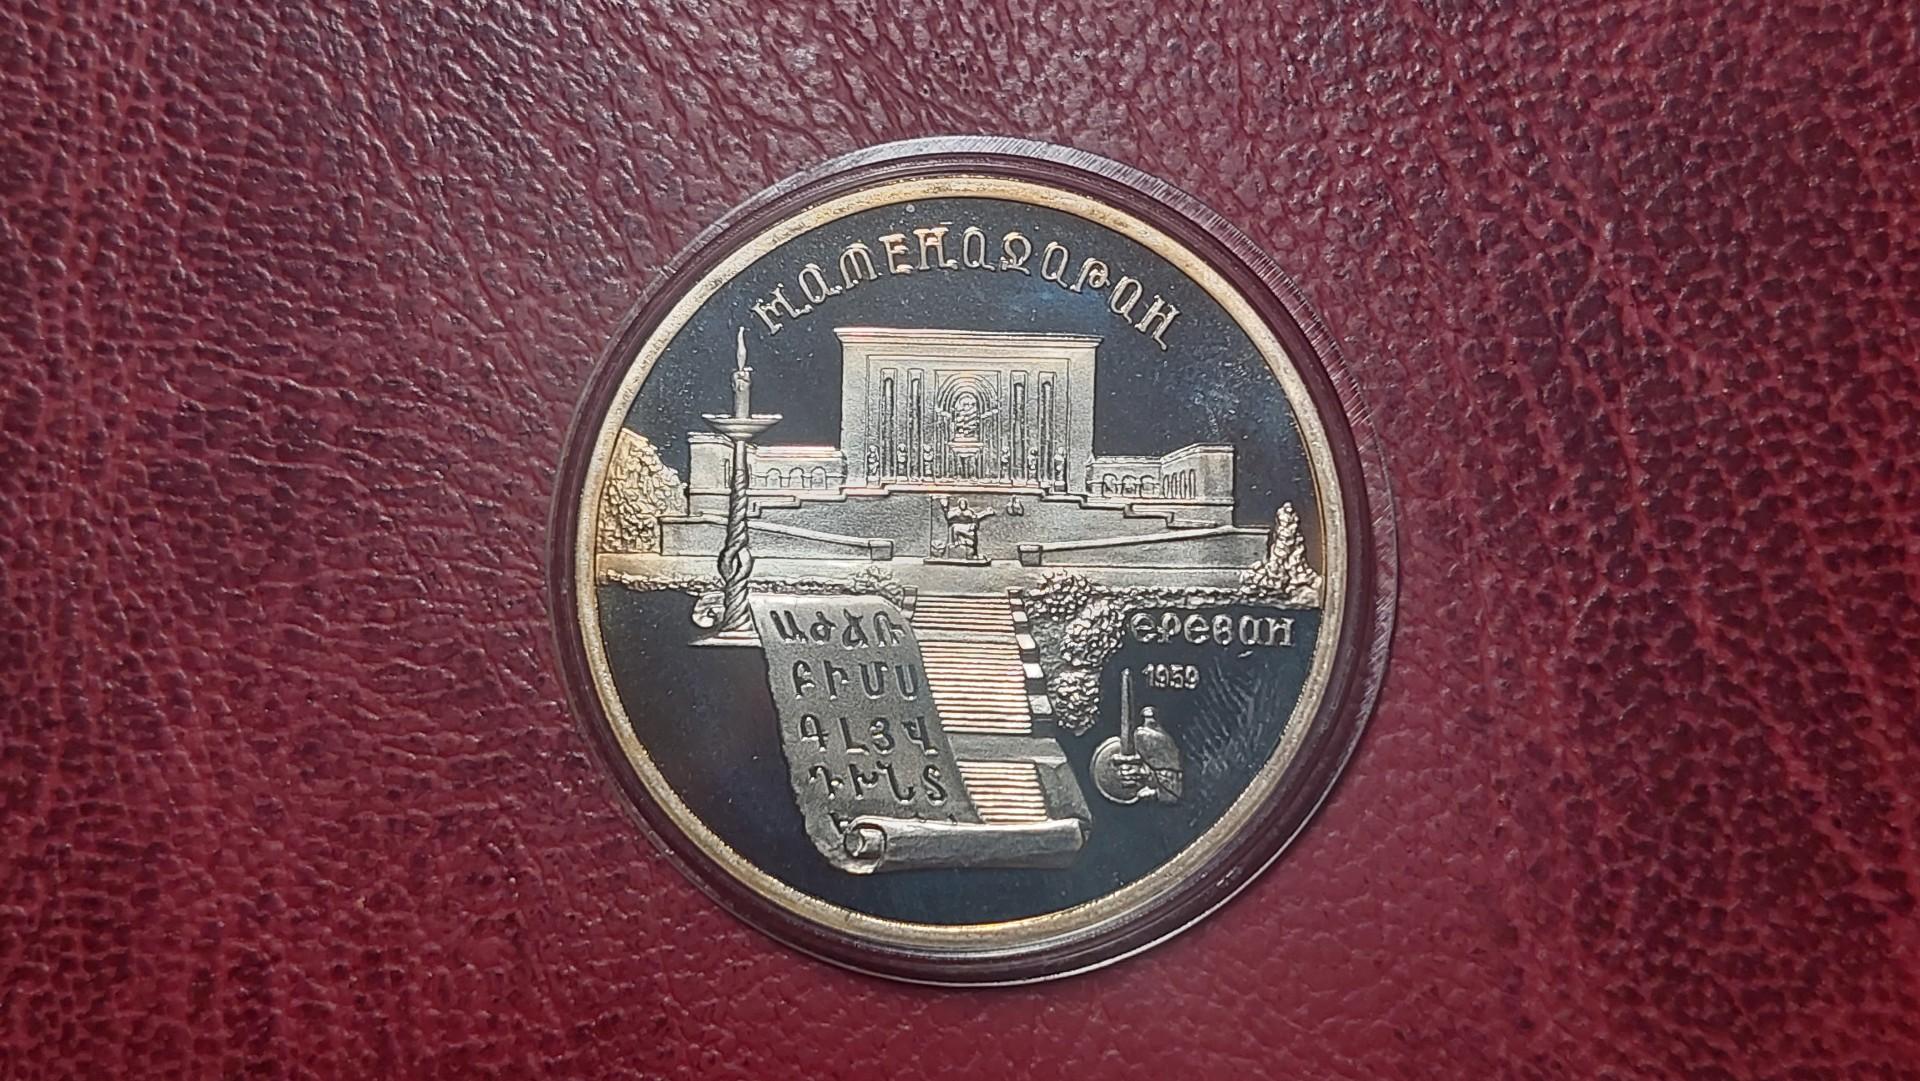 МАТЕНАДАРАН
ԱԺՃՌ
ԲԻՄՍ
ԳԼՅՎ
ԴԽՆՏ
ЕРЕВАН
1959